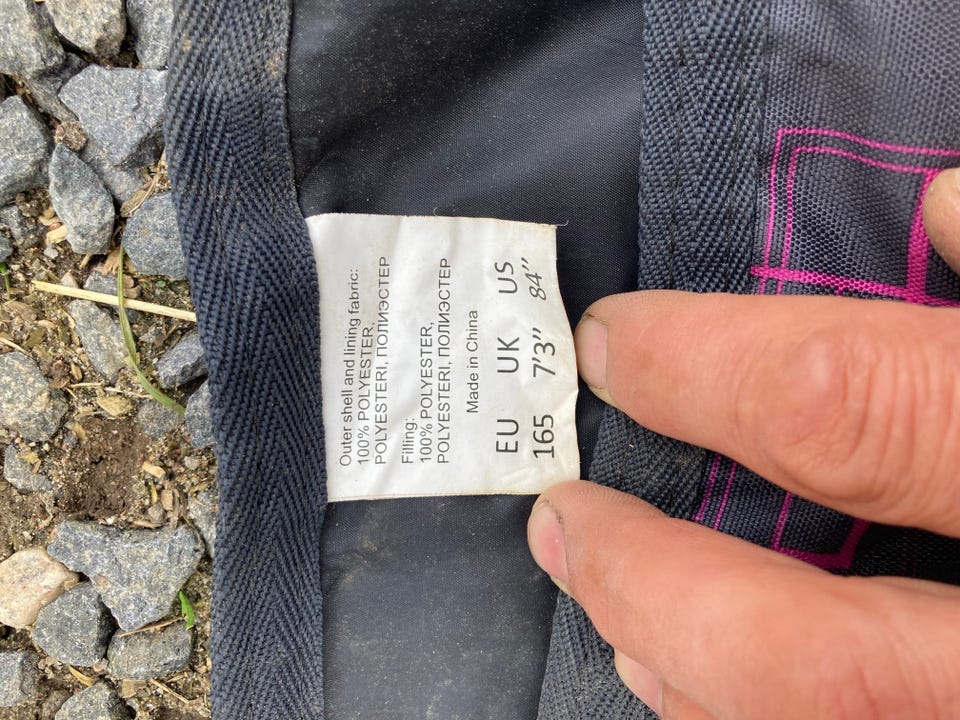 Outer shell and lining fabric:
100% POLYESTER,
POLYESTERI, ПОЛИЭСТЕР
Filling:
100% POLYESTER,
POLYESTERI, ПОЛИЭСТЕР
Made in China
EU UK US
165 7'3" 84"